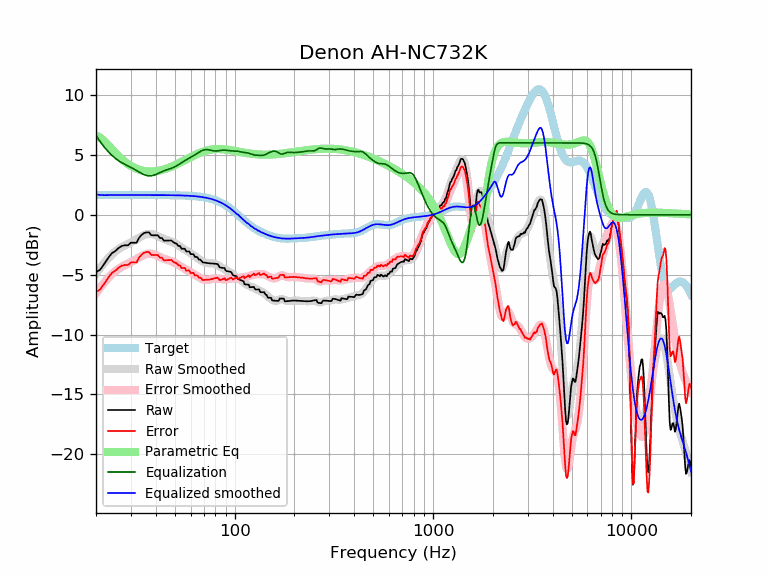 Denon AH-NC732K
10
5
0
−5
−10
−15
−20
Amplitude (dBr)
Target
Raw Smoothed
Error Smoothed
Raw
Error
Parametric Eq
Equalization
Equalized smoothed
100
1000
10000
Frequency (Hz)